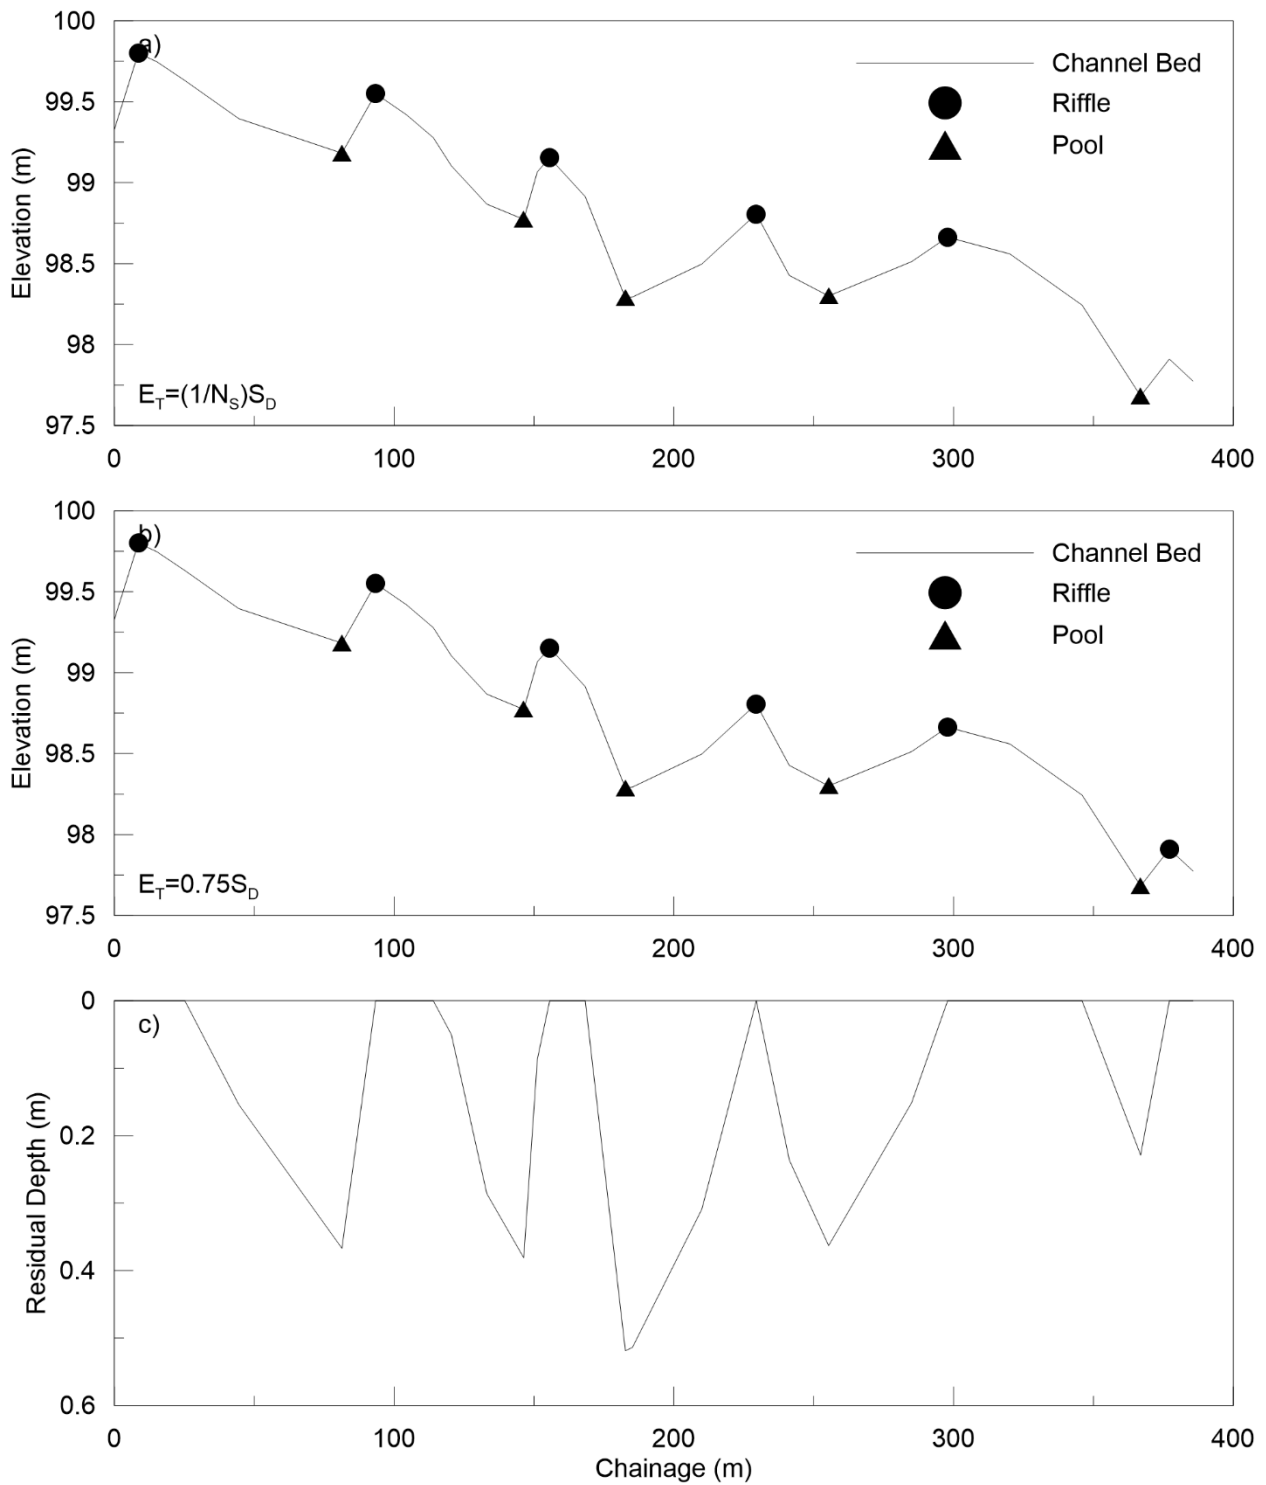 100
99.5
99
98.5
98
97.5
Elevation (m)
a)
Channel Bed
Riffle
Pool
E_T=(1/N_S)S_D
0 100 200 300 400
100
99.5
99
98.5
98
97.5
Elevation (m)
b)
Channel Bed
Riffle
Pool
E_T=0.75S_D
0 100 200 300 400
0
0.2
0.4
0.6
Residual Depth (m)
c)
0 100 200 300 400
Chainage (m)